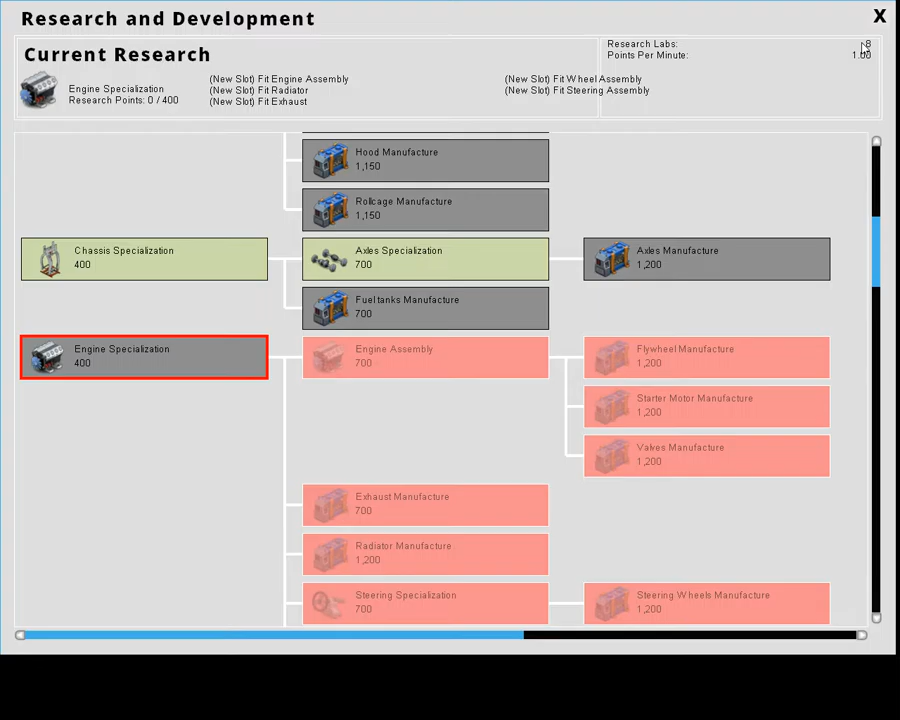 Research and Development
X
Current Research
Research Labs: 8
Points Per Minute: 1.00
Engine Specialization
Research Points: 0 / 400
(New Slot) Fit Engine Assembly
(New Slot) Fit Radiator
(New Slot) Fit Exhaust
(New Slot) Fit Wheel Assembly
(New Slot) Fit Steering Assembly
Hood Manufacture
1,150
Rollcage Manufacture
1,150
Chassis Specialization
400
Axles Specialization
700
Axles Manufacture
1,200
Fuel tanks Manufacture
700
Engine Specialization
400
Engine Assembly
700
Flywheel Manufacture
1,200
Starter Motor Manufacture
1,200
Valves Manufacture
1,200
Exhaust Manufacture
700
Radiator Manufacture
1,200
Steering Specialization
700
Steering Wheels Manufacture
1,200